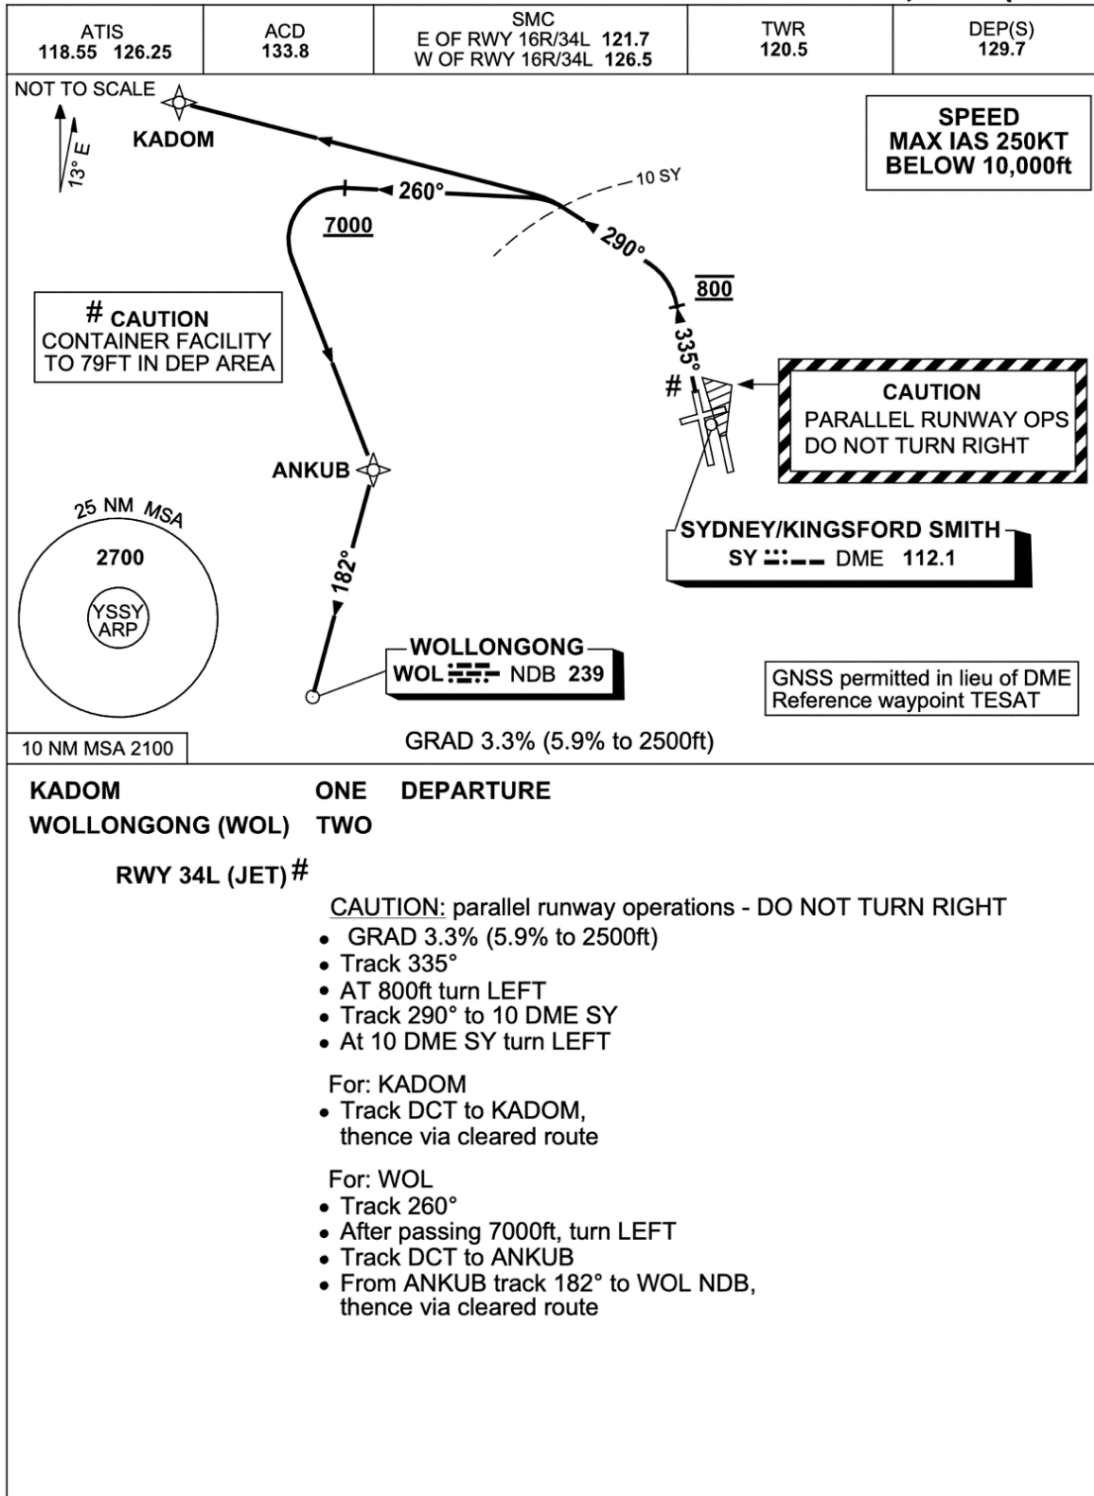 ATIS
118.55 126.25
ACD
133.8
SMC
E OF RWY 16R/34L 121.7
W OF RWY 16R/34L 126.5
TWR
120.5
DEP(S)
129.7
NOT TO SCALE
13° E
KADOM
SPEED
MAX IAS 250KT
BELOW 10,000ft
10 SY
260°
7000
290°
800
335°
#
# CAUTION
CONTAINER FACILITY
TO 79FT IN DEP AREA
CAUTION
PARALLEL RUNWAY OPS
DO NOT TURN RIGHT
ANKUB
SYDNEY/KINGSFORD SMITH
SY DME 112.1
25 NM MSA
2700
YSSY
ARP
182°
WOLLONGONG
WOL NDB 239
GNSS permitted in lieu of DME
Reference waypoint TESAT
10 NM MSA 2100
GRAD 3.3% (5.9% to 2500ft)
KADOM ONE DEPARTURE
WOLLONGONG (WOL) TWO
RWY 34L (JET) #
CAUTION: parallel runway operations - DO NOT TURN RIGHT
• GRAD 3.3% (5.9% to 2500ft)
• Track 335°
• AT 800ft turn LEFT
• Track 290° to 10 DME SY
• At 10 DME SY turn LEFT
For: KADOM
• Track DCT to KADOM,
thence via cleared route
For: WOL
• Track 260°
• After passing 7000ft, turn LEFT
• Track DCT to ANKUB
• From ANKUB track 182° to WOL NDB,
thence via cleared route